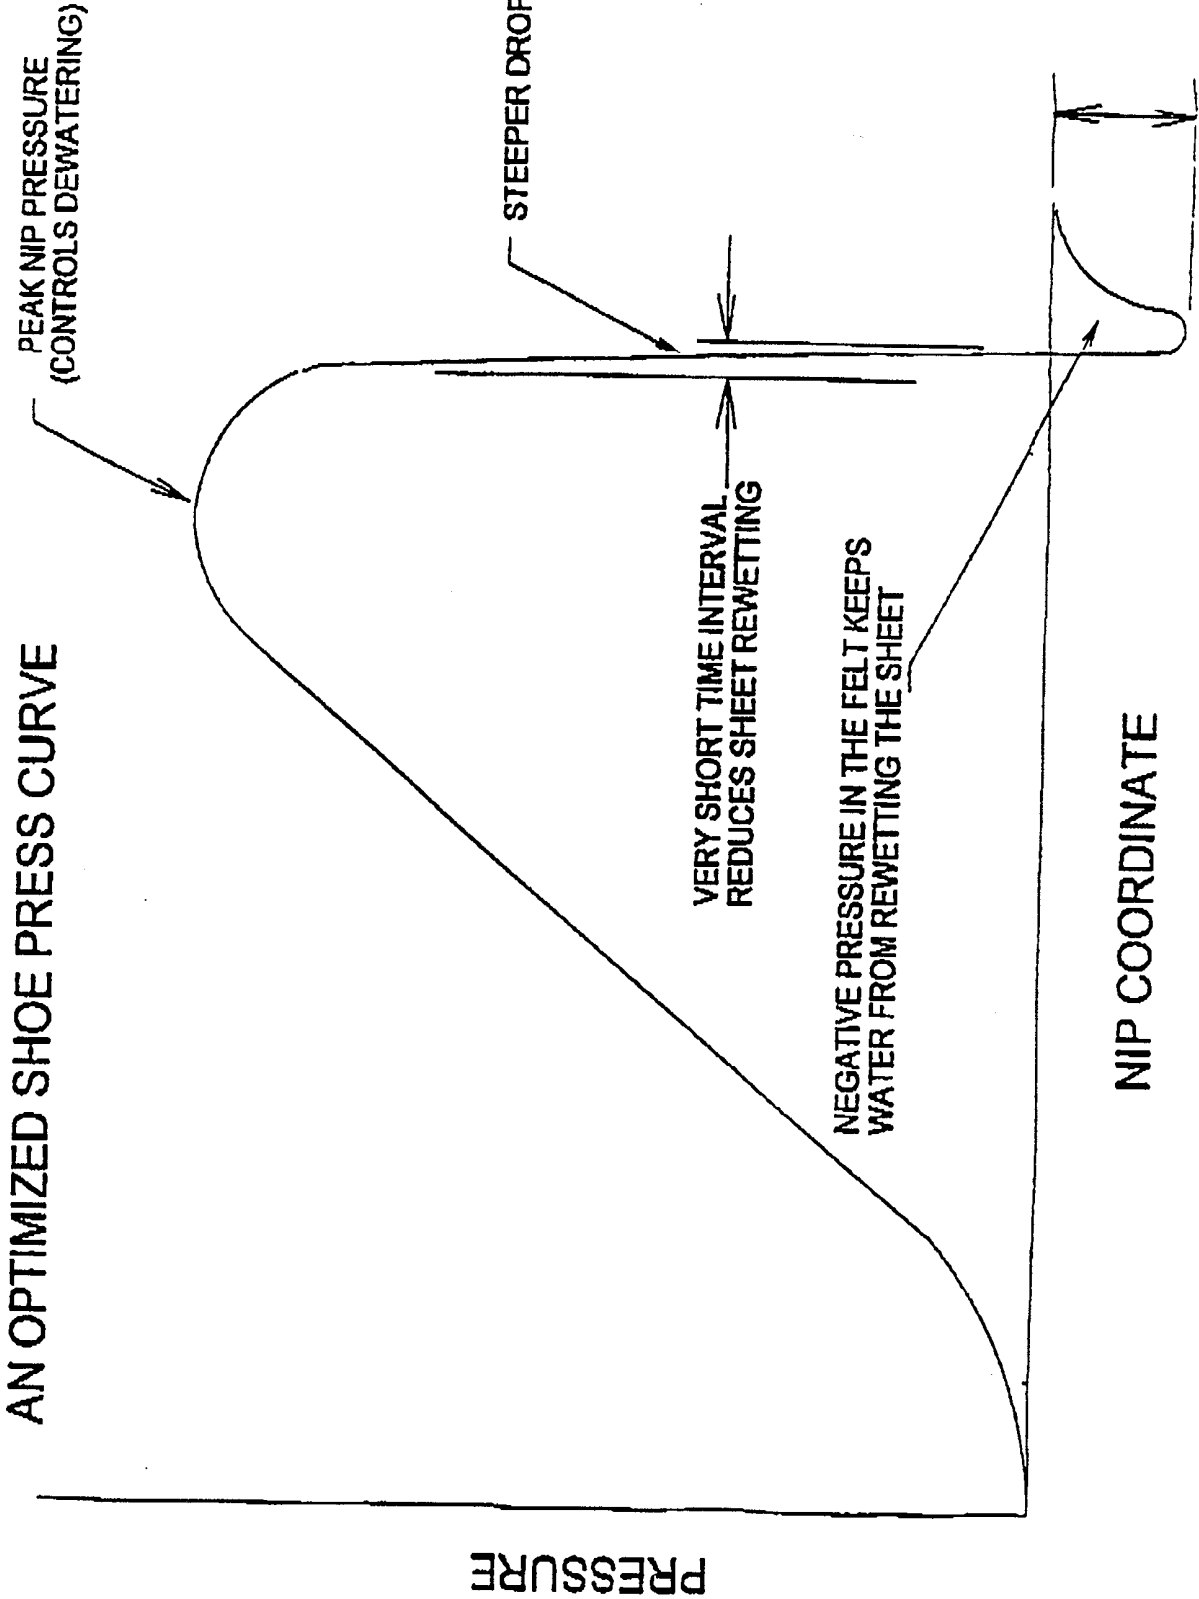 AN OPTIMIZED SHOE PRESS CURVE
PEAK NIP PRESSURE
(CONTROLS DEWATERING)
STEEPER DROP
VERY SHORT TIME INTERVAL
REDUCES SHEET REWETTING
NEGATIVE PRESSURE IN THE FELT KEEPS
WATER FROM REWETTING THE SHEET
PRESSURE
NIP COORDINATE